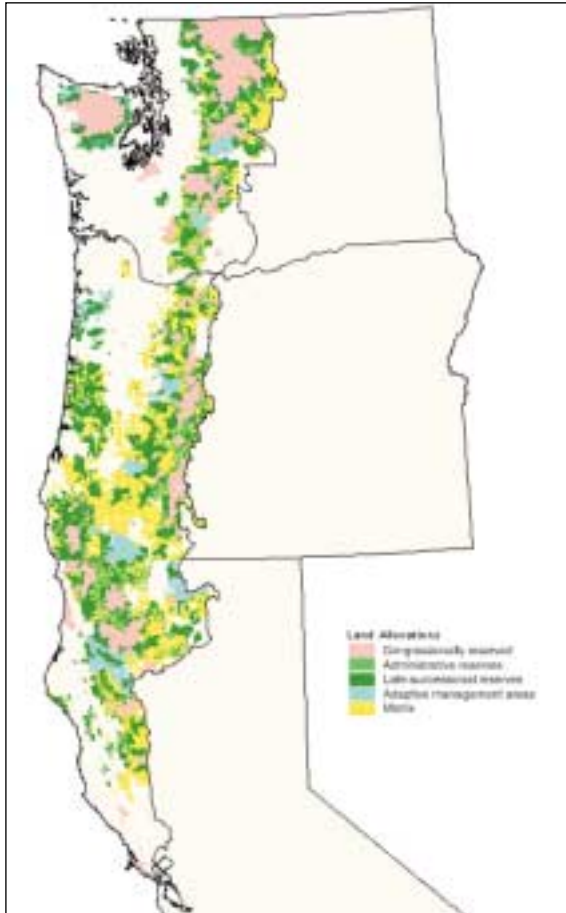 Land Allocations
Congressionally reserved
Administrative reserves
Late-successional reserves
Adaptive management areas
Matrix